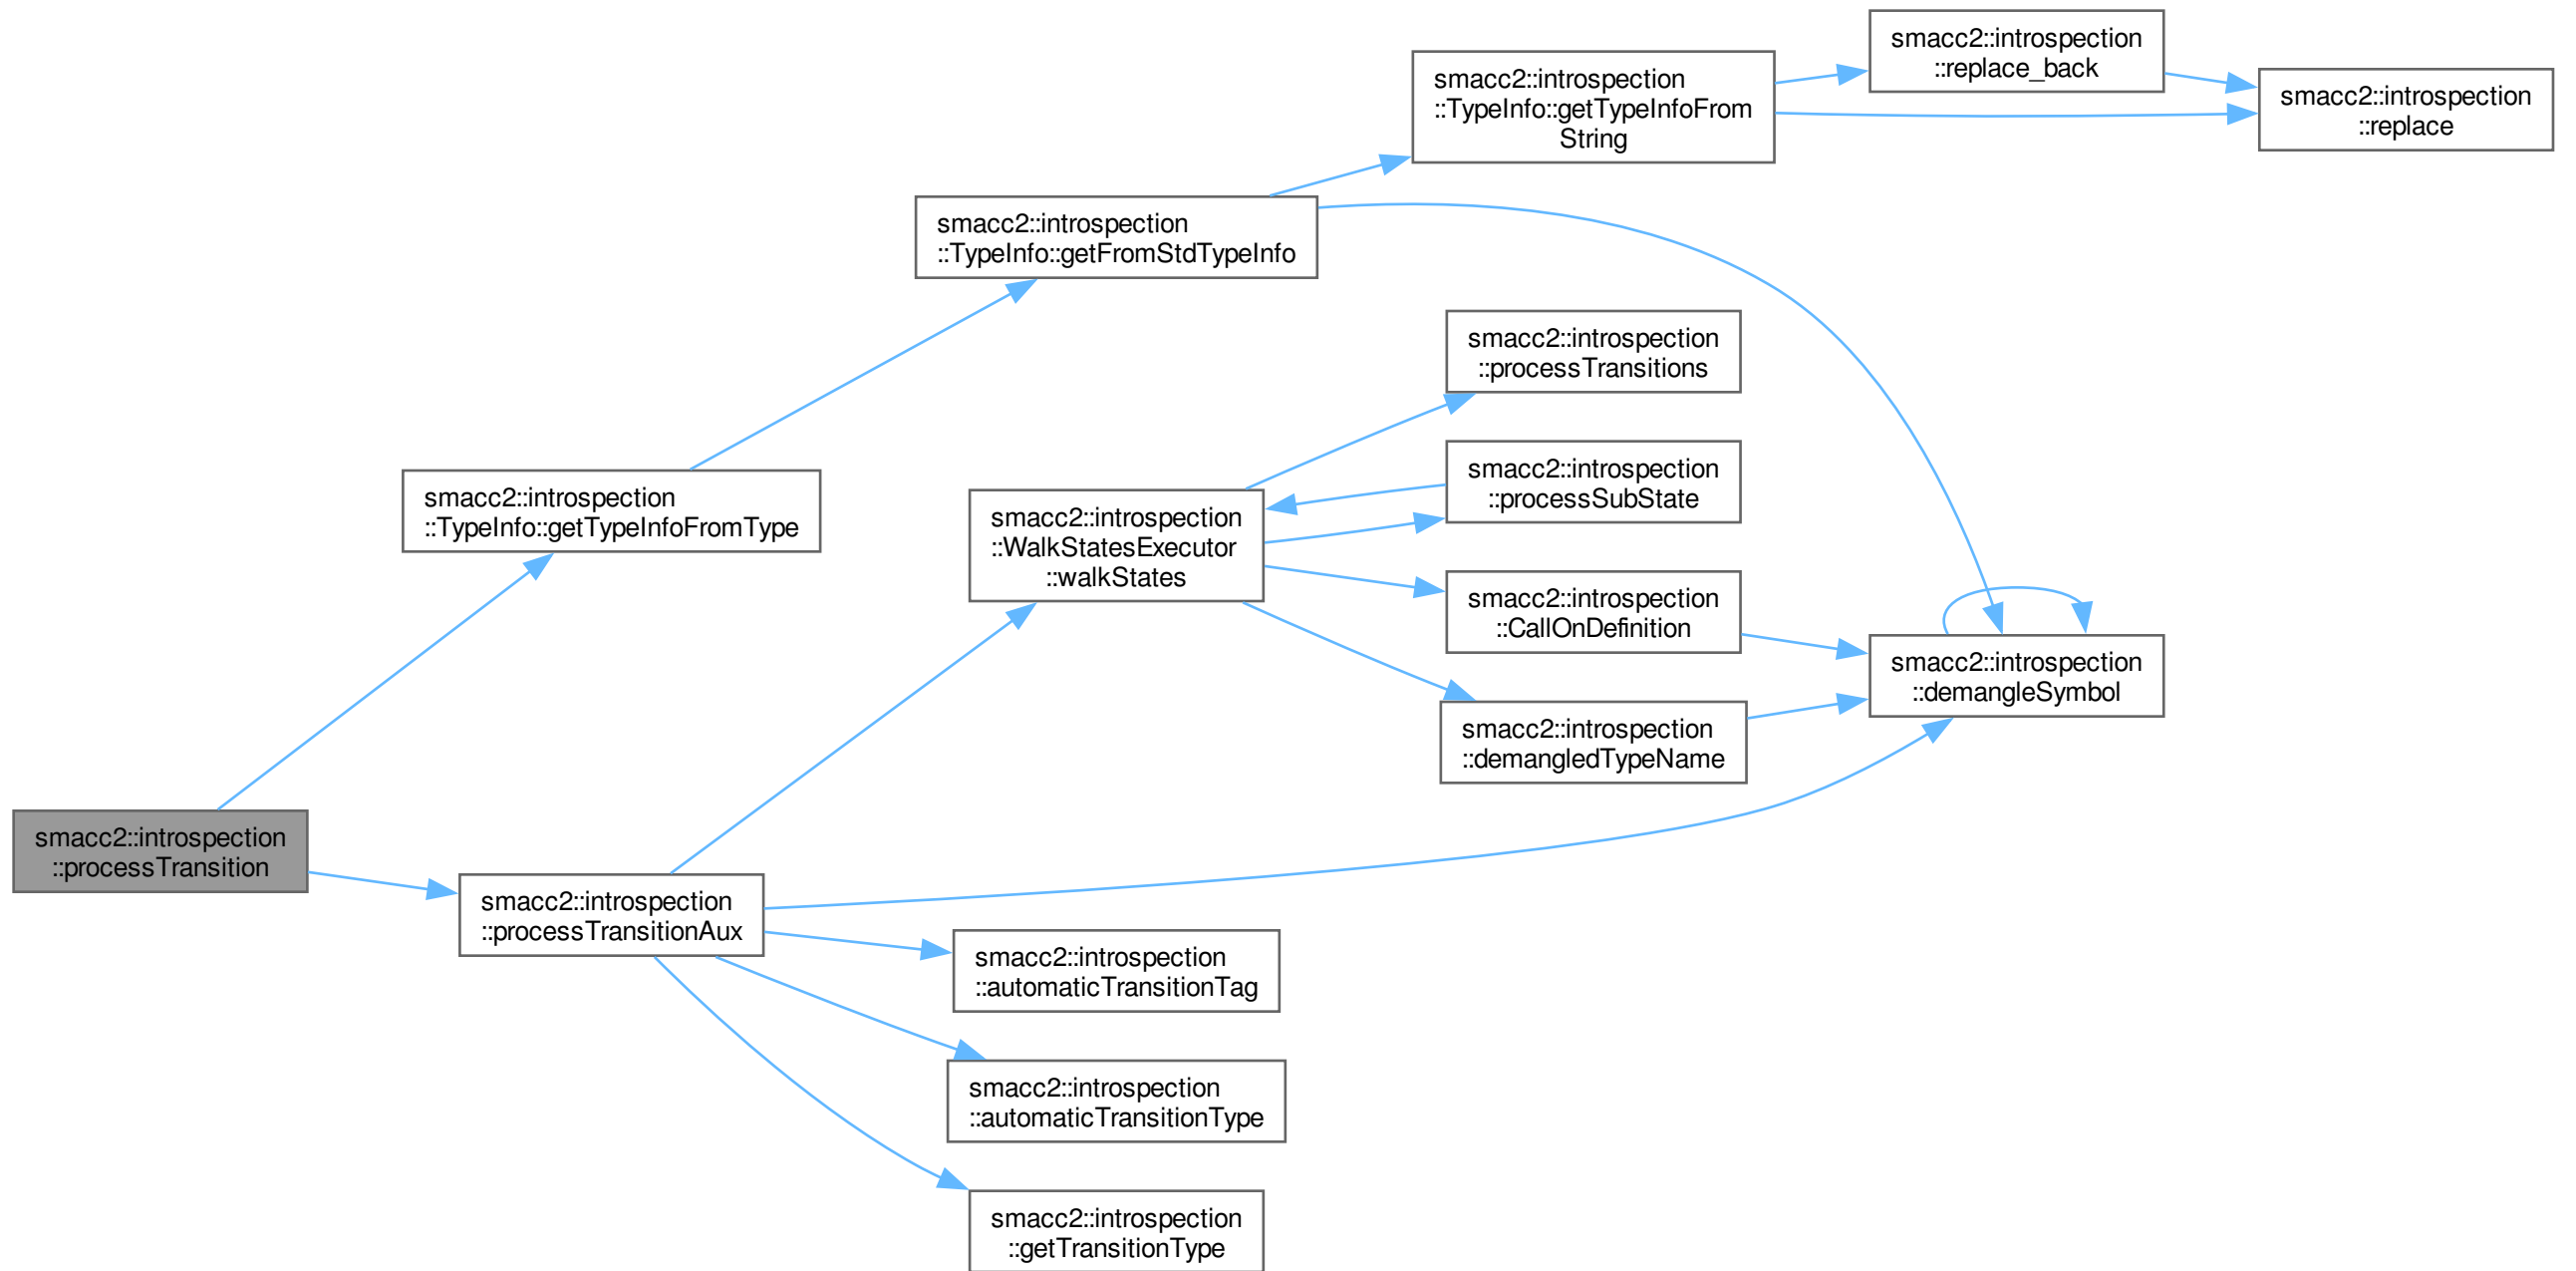 smacc2::introspection
::processTransition
smacc2::introspection
::TypeInfo::getTypeInfoFromType
smacc2::introspection
::processTransitionAux
smacc2::introspection
::TypeInfo::getFromStdTypeInfo
smacc2::introspection
::WalkStatesExecutor
::walkStates
smacc2::introspection
::automaticTransitionTag
smacc2::introspection
::automaticTransitionType
smacc2::introspection
::getTransitionType
smacc2::introspection
::TypeInfo::getTypeInfoFrom
String
smacc2::introspection
::processTransitions
smacc2::introspection
::processSubState
smacc2::introspection
::CallOnDefinition
smacc2::introspection
::demangledTypeName
smacc2::introspection
::replace_back
smacc2::introspection
::demangleSymbol
smacc2::introspection
::replace